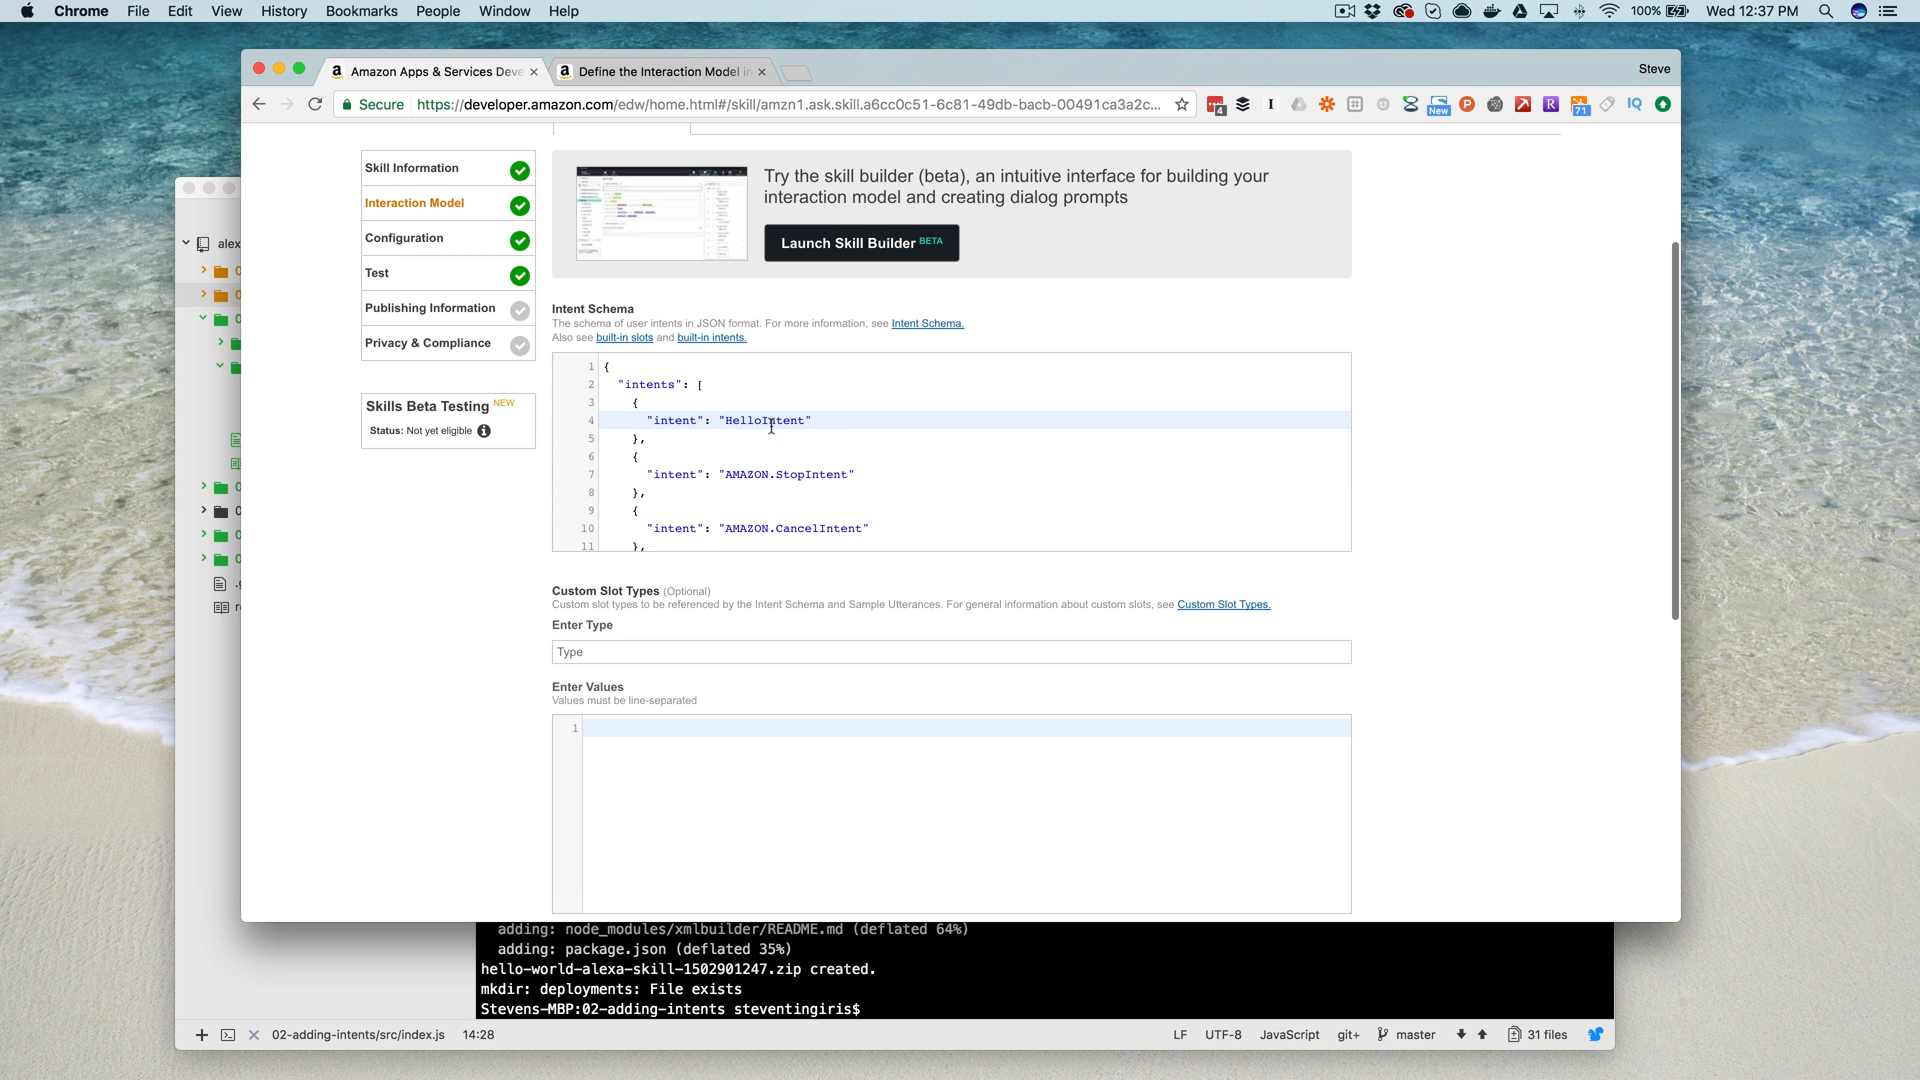 Chrome File Edit View History Bookmarks People Window Help 100% Wed 12:37 PM
Amazon Apps & Services Deve Define the Interaction Model in Steve
Secure https://developer.amazon.com/edw/home.html#/skill/amzn1.ask.skill.a6cc0c51-6c81-49db-bacb-00491ca3a2c... 4 New 71 IQ
Skill Information
Interaction Model
Configuration
Test
Publishing Information
Privacy & Compliance
Skills Beta Testing NEW
Status: Not yet eligible
alex
Try the skill builder (beta), an intuitive interface for building your
interaction model and creating dialog prompts
Launch Skill Builder BETA
Intent Schema
The schema of user intents in JSON format. For more information, see Intent Schema.
Also see built-in slots and built-in intents.
1 {
2 "intents": [
3 {
4 "intent": "HelloIntent"
5 },
6 {
7 "intent": "AMAZON.StopIntent"
8 },
9 {
10 "intent": "AMAZON.CancelIntent"
11 },
Custom Slot Types (Optional)
Custom slot types to be referenced by the Intent Schema and Sample Utterances. For general information about custom slots, see Custom Slot Types.
Enter Type
Type
Enter Values
Values must be line-separated
1
adding: node_modules/xmlbuilder/README.md (deflated 64%)
adding: package.json (deflated 35%)
hello-world-alexa-skill-1502901247.zip created.
mkdir: deployments: File exists
Stevens-MBP:02-adding-intents steventingiris$
02-adding-intents/src/index.js 14:28 LF UTF-8 JavaScript git+ master 31 files